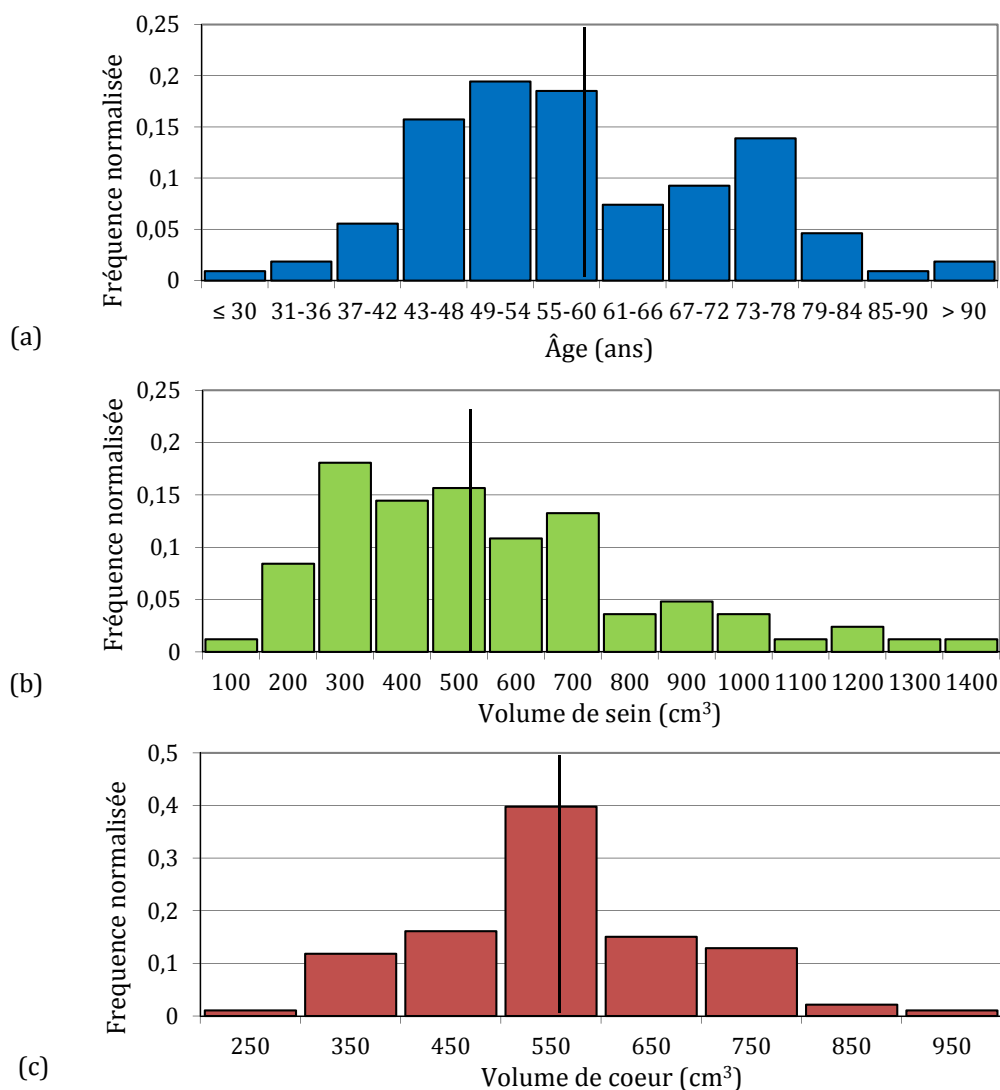 0,25
0,2
0,15
0,1
0,05
0
Fréquence normalisée
≤ 30 31-36 37-42 43-48 49-54 55-60 61-66 67-72 73-78 79-84 85-90 > 90
(a)
Âge (ans)
0,25
0,2
0,15
0,1
0,05
0
Fréquence normalisée
100 200 300 400 500 600 700 800 900 1000 1100 1200 1300 1400
(b)
Volume de sein (cm³)
0,5
0,4
0,3
0,2
0,1
0
Frequence normalisée
250 350 450 550 650 750 850 950
(c)
Volume de coeur (cm³)